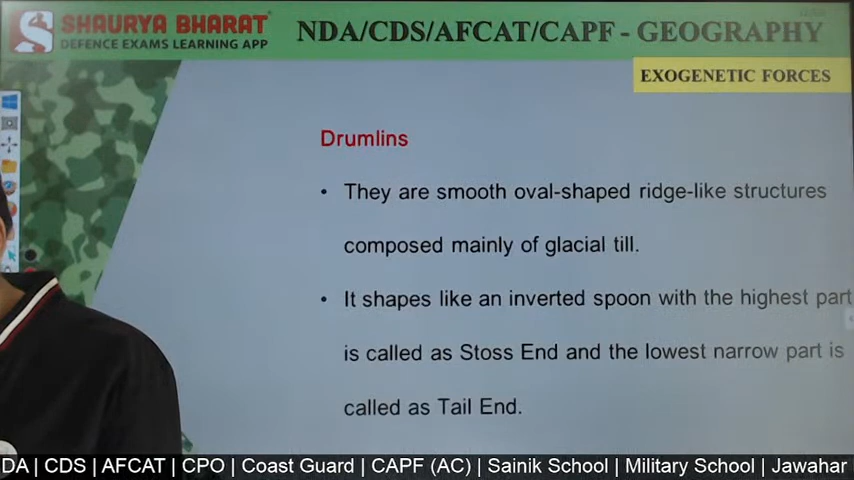 SHAURYA BHARAT®
DEFENCE EXAMS LEARNING APP
NDA/CDS/AFCAT/CAPF - GEOGRAPHY
EXOGENETIC FORCES
Drumlins
• They are smooth oval-shaped ridge-like structures
composed mainly of glacial till.
• It shapes like an inverted spoon with the highest part
is called as Stoss End and the lowest narrow part is
called as Tail End.
DA | CDS | AFCAT | CPO | Coast Guard | CAPF (AC) | Sainik School | Military School | Jawahar